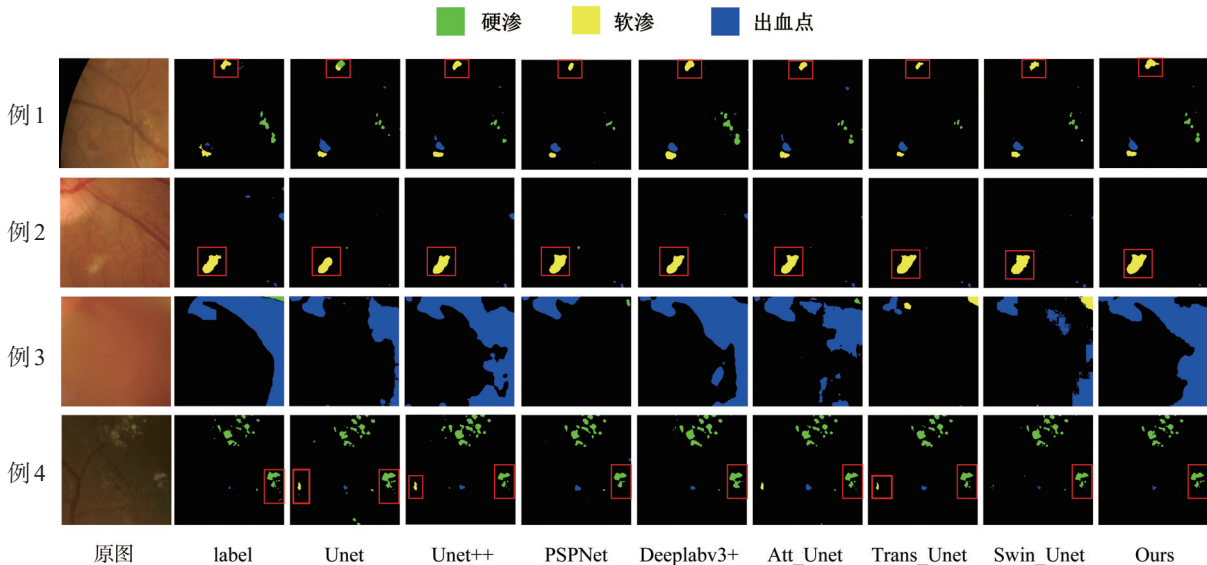 硬渗 软渗 出血点
例1
例2
例3
例4
原图 label Unet Unet++ PSPNet Deeplabv3+ Att_Unet Trans_Unet Swin_Unet Ours